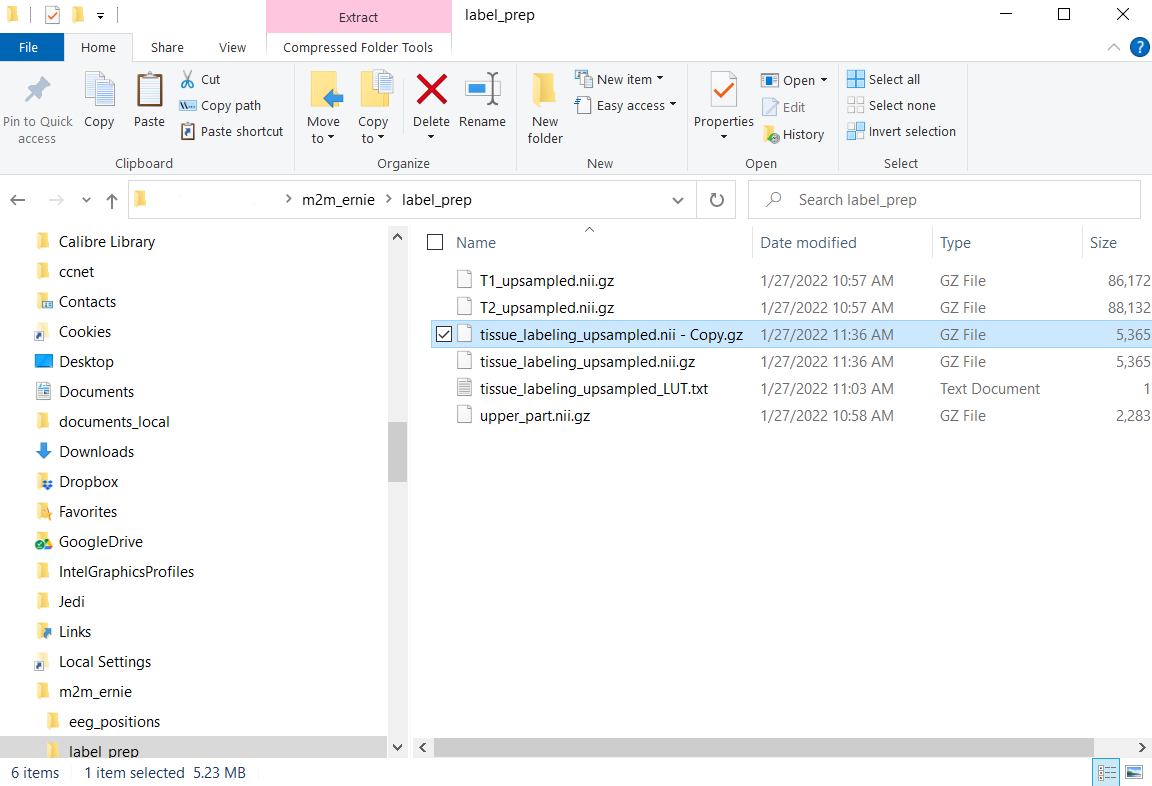 Extract
label_prep
File
Home
Share
View
Compressed Folder Tools
?
Pin to Quick access
Copy
Paste
Cut
Copy path
Paste shortcut
Clipboard
Move to
Copy to
Delete
Rename
Organize
New folder
New item
Easy access
New
Properties
Open
Edit
History
Open
Select all
Select none
Invert selection
Select
m2m_ernie
label_prep
Search label_prep
Calibre Library
ccnet
Contacts
Cookies
Desktop
Documents
documents_local
Downloads
Dropbox
Favorites
GoogleDrive
IntelGraphicsProfiles
Jedi
Links
Local Settings
m2m_ernie
eeg_positions
label_prep
Name Date modified Type Size
T1_upsampled.nii.gz 1/27/2022 10:57 AM GZ File 86,172
T2_upsampled.nii.gz 1/27/2022 10:57 AM GZ File 88,132
tissue_labeling_upsampled.nii - Copy.gz 1/27/2022 11:36 AM GZ File 5,365
tissue_labeling_upsampled.nii.gz 1/27/2022 11:36 AM GZ File 5,365
tissue_labeling_upsampled_LUT.txt 1/27/2022 11:03 AM Text Document 1
upper_part.nii.gz 1/27/2022 10:58 AM GZ File 2,283
6 items 1 item selected 5.23 MB